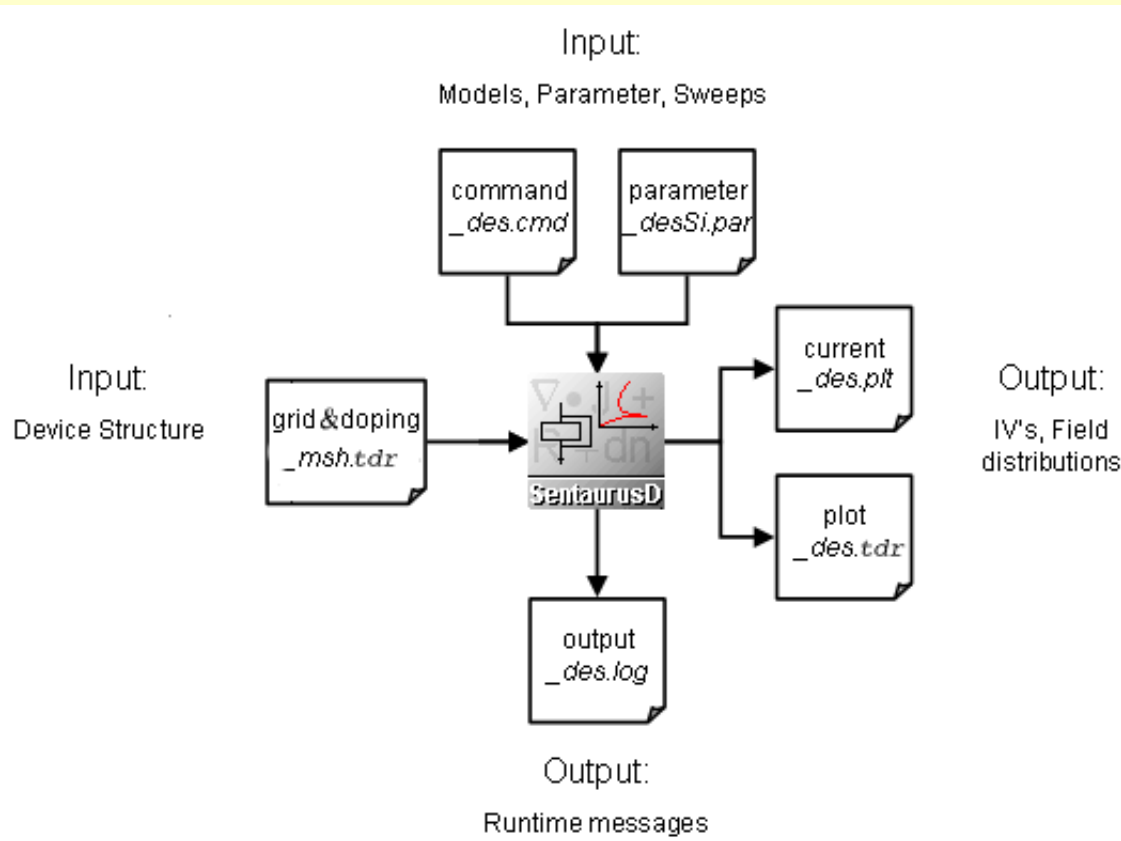 Input:
Models, Parameter, Sweeps
command
_des.cmd
parameter
_desSi.par
Input:
Device Structure
grid &doping
_msh.tdr
∇ • J +
R + dn
SentaurusD
current
_des.plt
plot
_des.tdr
Output:
IV's, Field
distributions
output
_des.log
Output:
Runtime messages